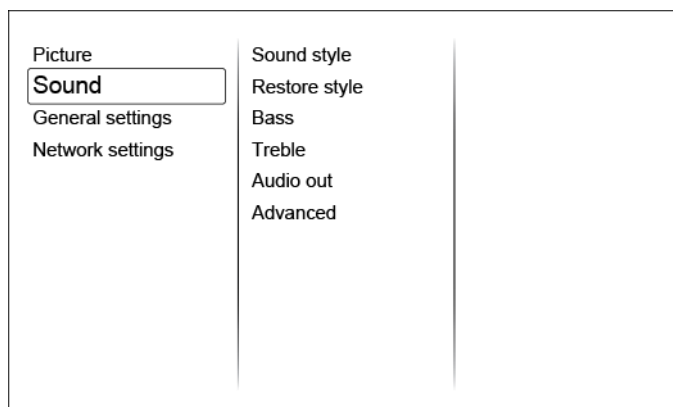 Picture
Sound
General settings
Network settings
Sound style
Restore style
Bass
Treble
Audio out
Advanced